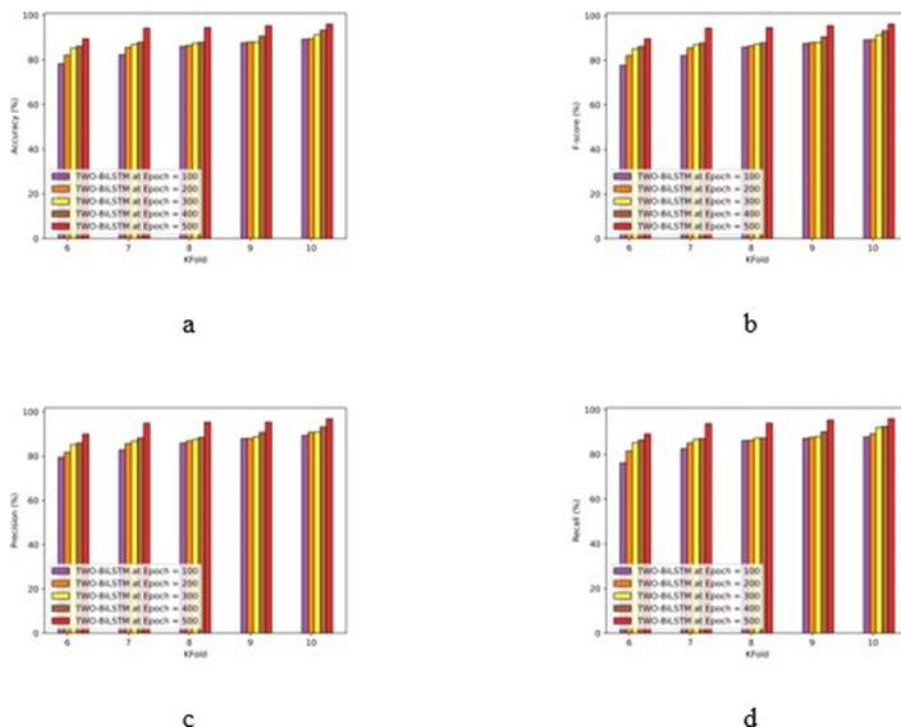 100
80
60
40
20
0
Accuracy (%)
TWO-BiLSTM at Epoch = 100
TWO-BiLSTM at Epoch = 200
TWO-BiLSTM at Epoch = 300
TWO-BiLSTM at Epoch = 400
TWO-BiLSTM at Epoch = 500
6 7 8 9 10
KFold
a
100
80
60
40
20
0
F-score (%)
TWO-BiLSTM at Epoch = 100
TWO-BiLSTM at Epoch = 200
TWO-BiLSTM at Epoch = 300
TWO-BiLSTM at Epoch = 400
TWO-BiLSTM at Epoch = 500
6 7 8 9 10
KFold
b
100
80
60
40
20
0
Precision (%)
TWO-BiLSTM at Epoch = 100
TWO-BiLSTM at Epoch = 200
TWO-BiLSTM at Epoch = 300
TWO-BiLSTM at Epoch = 400
TWO-BiLSTM at Epoch = 500
6 7 8 9 10
KFold
c
100
80
60
40
20
0
Recall (%)
TWO-BiLSTM at Epoch = 100
TWO-BiLSTM at Epoch = 200
TWO-BiLSTM at Epoch = 300
TWO-BiLSTM at Epoch = 400
TWO-BiLSTM at Epoch = 500
6 7 8 9 10
KFold
d